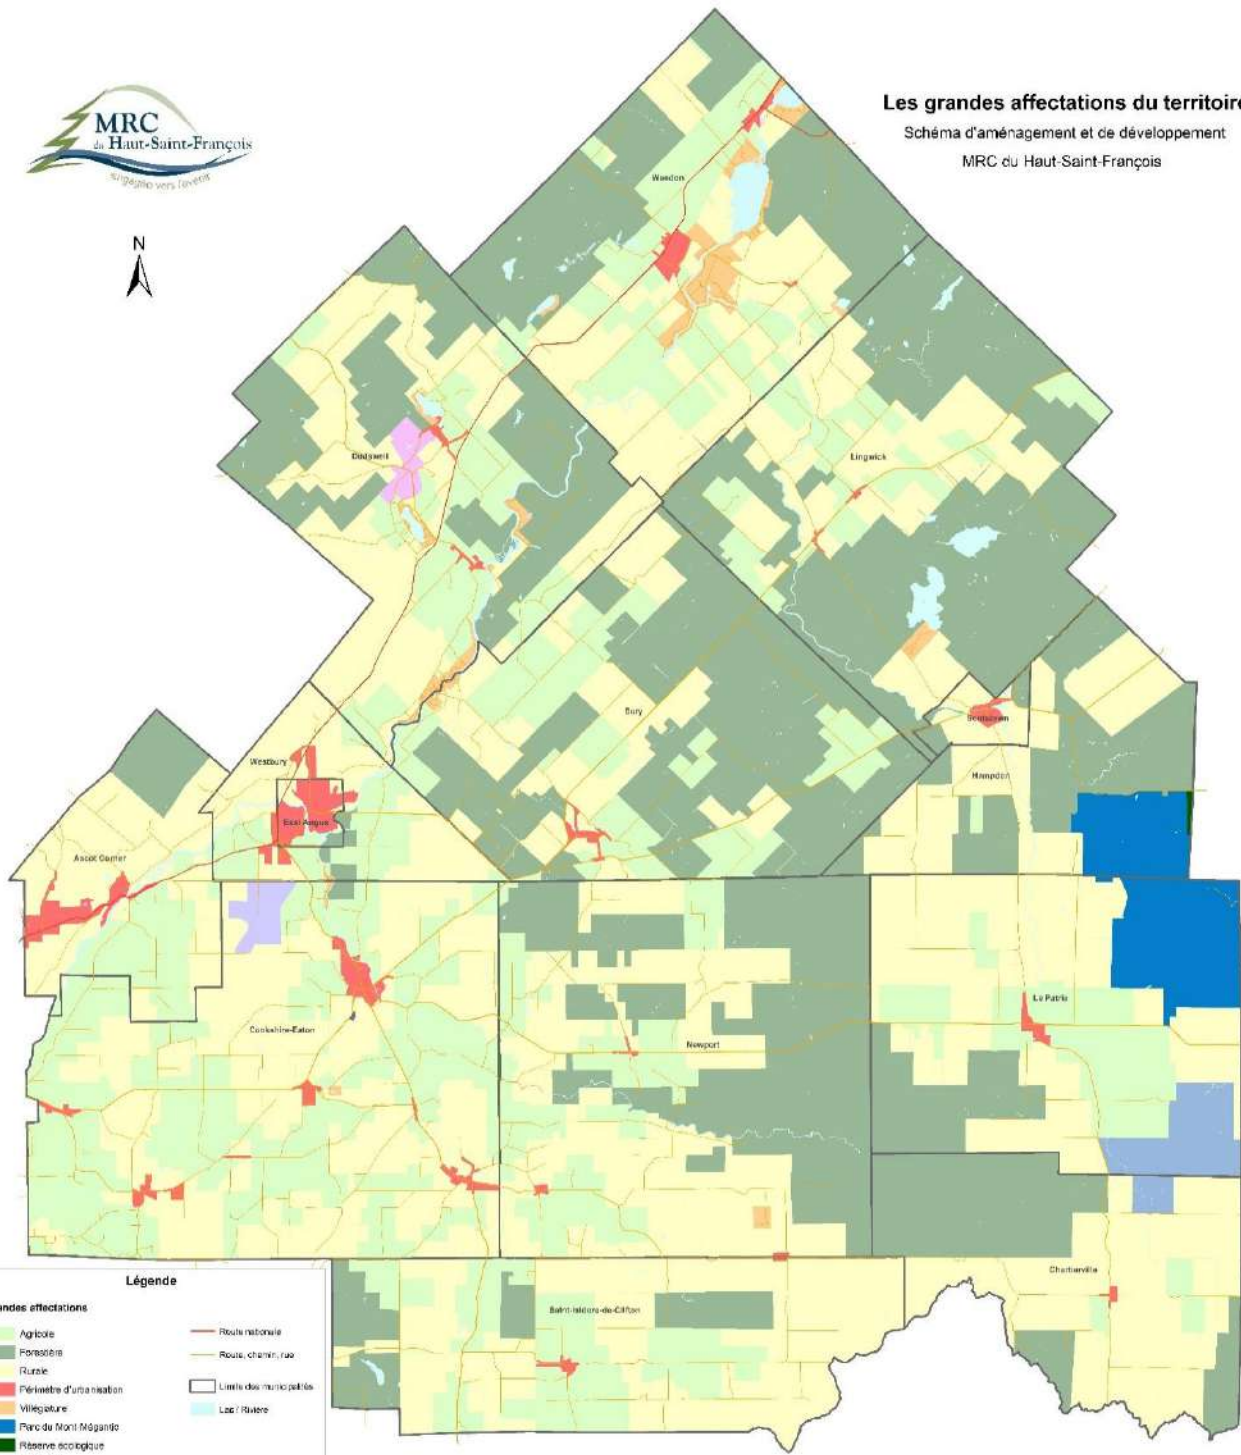 MRC
du Haut-Saint-François
Les grandes affectations du territoire
Schéma d'aménagement et de développement
MRC du Haut-Saint-François
N
Weedon
Dudswell
Lingwick
Bury
Scotstown
Westbury
Hampden
East Angus
Ascot Corner
La Patrie
Cookshire-Eaton
Newport
Chartierville
Saint-Isidore-de-Clifton
Légende
andes affectations
Agricole
Forestière
Rurale
Périmètre d'urbanisation
Villégiature
Parc du Mont-Mégantic
Réserve écologique
Route nationale
Route, chemin, rue
Limite des municipalités
Lac / Rivière